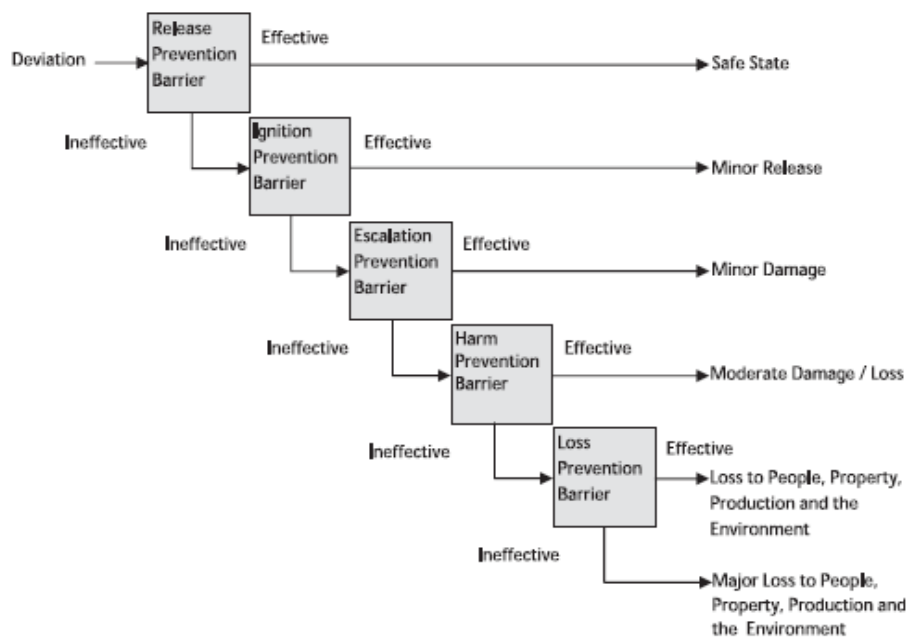 Release
Prevention
Barrier
Effective
Deviation
Safe State
Ineffective
Ignition
Prevention
Barrier
Effective
Minor Release
Ineffective
Escalation
Prevention
Barrier
Effective
Minor Damage
Ineffective
Harm
Prevention
Barrier
Effective
Moderate Damage / Loss
Ineffective
Loss
Prevention
Barrier
Effective
Loss to People, Property,
Production and the
Environment
Ineffective
Major Loss to People,
Property, Production and
the Environment